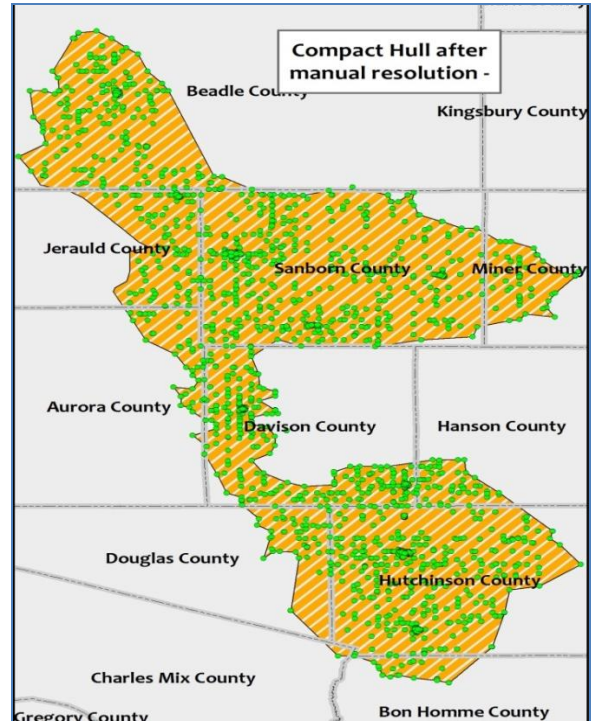 Compact Hull after
manual resolution -
Beadle County
Kingsbury County
Jerauld County
Sanborn County
Miner County
Aurora County
Davison County
Hanson County
Douglas County
Hutchinson County
Charles Mix County
Gregory County
Bon Homme County